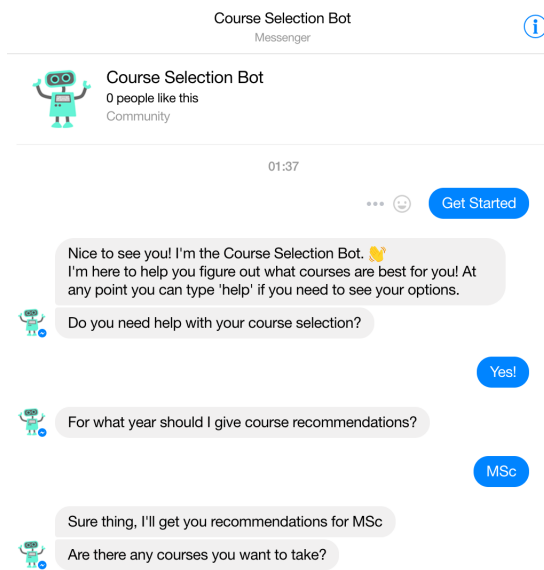 Course Selection Bot
Messenger
Course Selection Bot
0 people like this
Community
01:37
Get Started
Nice to see you! I'm the Course Selection Bot. 👋
I'm here to help you figure out what courses are best for you! At
any point you can type 'help' if you need to see your options.
Do you need help with your course selection?
Yes!
For what year should I give course recommendations?
MSc
Sure thing, I'll get you recommendations for MSc
Are there any courses you want to take?